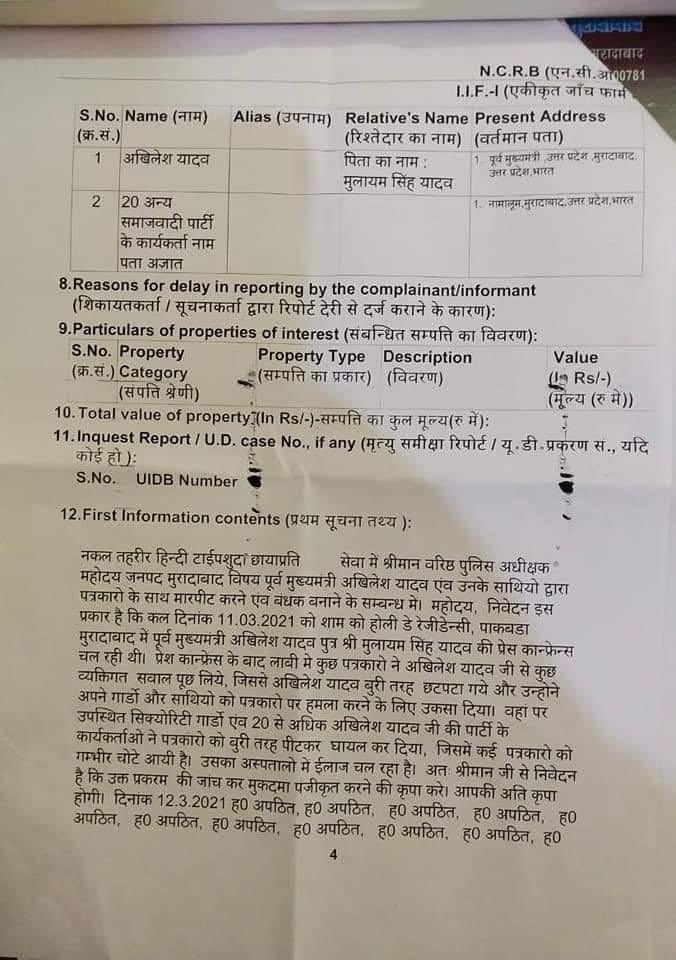 मुरादाबाद
मुरादाबाद
N.C.R.B (एन.सी.आ00781
I.I.F.-I (एकीकृत जाँच फार्म
S.No. Name (नाम) Alias (उपनाम) Relative's Name Present Address
(क्र.सं.) (रिश्तेदार का नाम) (वर्तमान पता)
1 अखिलेश यादव पिता का नाम : 1. पूर्व मुख्यमंत्री ,उत्तर प्रदेश ,मुरादाबाद,
मुलायम सिंह यादव उत्तर प्रदेश,भारत
2 20 अन्य 1. नामालूम,मुरादाबाद,उत्तर प्रदेश,भारत
समाजवादी पार्टी
के कार्यकर्ता नाम
पता अज्ञात
8.Reasons for delay in reporting by the complainant/informant
(शिकायतकर्ता / सूचनाकर्ता द्वारा रिपोर्ट देरी से दर्ज कराने के कारण):
9.Particulars of properties of interest (संबन्धित सम्पत्ति का विवरण):
S.No. Property Property Type Description Value
(क्र.सं.) Category (सम्पत्ति का प्रकार) (विवरण) (In Rs/-)
(संपत्ति श्रेणी) (मूल्य (रु में))
10. Total value of property (In Rs/-)-सम्पत्ति का कुल मूल्य(रु में):
11. Inquest Report / U.D. case No., if any (मृत्यु समीक्षा रिपोर्ट / यू.डी.प्रकरण सं., यदि
कोई हो ):
S.No. UIDB Number
12.First Information contents (प्रथम सूचना तथ्य ):
नकल तहरीर हिन्दी टाईपशुदा छायाप्रति सेवा में श्रीमान वरिष्ठ पुलिस अधीक्षक
महोदय जनपद मुरादाबाद विषय पूर्व मुख्यमंत्री अखिलेश यादव एंव उनके साथियो द्वारा
पत्रकारो के साथ मारपीट करने एंव बंधक बनाने के सम्बन्ध में। महोदय, निवेदन इस
प्रकार है कि कल दिनांक 11.03.2021 को शाम को होली डे रेजीडेन्सी, पाकबडा
मुरादाबाद में पूर्व मुख्यमंत्री अखिलेश यादव पुत्र श्री मुलायम सिंह यादव की प्रेस कान्फ्रेन्स
चल रही थी। प्रेश कान्फ्रेस के बाद लावी मे कुछ पत्रकारो ने अखिलेश यादव जी से कुछ
व्यकिगत सवाल पूछ लिये, जिससे अखिलेश यादव बुरी तरह छटपटा गये और उन्होने
अपने गार्डो और साथियो को पत्रकारो पर हमला करने के लिए उकसा दिया। वहां पर
उपस्थित सिक्योरिटी गार्डो एंव 20 से अधिक अखिलेश यादव जी की पार्टी के
कार्यकर्ताओ ने पत्रकारो को बुरी तरह पीटकर घायल कर दिया, जिसमें कई पत्रकारो को
गम्भीर चोटे आयी है। उसका अस्पतालो मे ईलाज चल रहा है। अतः श्रीमान जी से निवेदन
है कि उक्त प्रकरम की जांच कर मुकदमा पजीकृत करने की कृपा करे। आपकी अति कृपा
होगी। दिनांक 12.3.2021 ह0 अपठित, ह0 अपठित, ह0 अपठित, ह0 अपठित, ह0
अपठित, ह0 अपठित, ह0 अपठित, ह0 अपठित, ह0 अपठित, ह0 अपठित, ह0
4